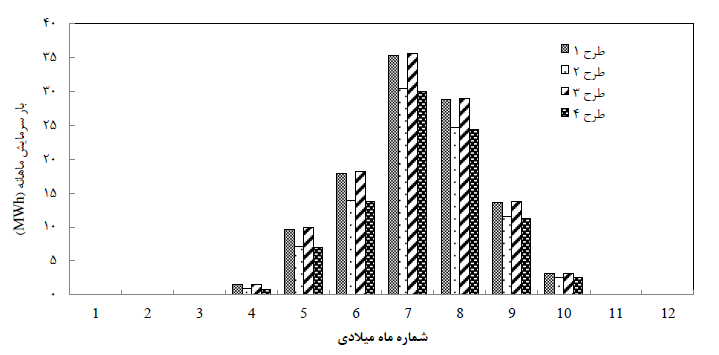 ۴۰
۳۵
۳۰
۲۵
۲۰
۱۵
۱۰
۵
۰
بار سرمایش ماهانه (MWh)
طرح ۱
طرح ۲
طرح ۳
طرح ۴
1 2 3 4 5 6 7 8 9 10 11 12
شماره ماه میلادی